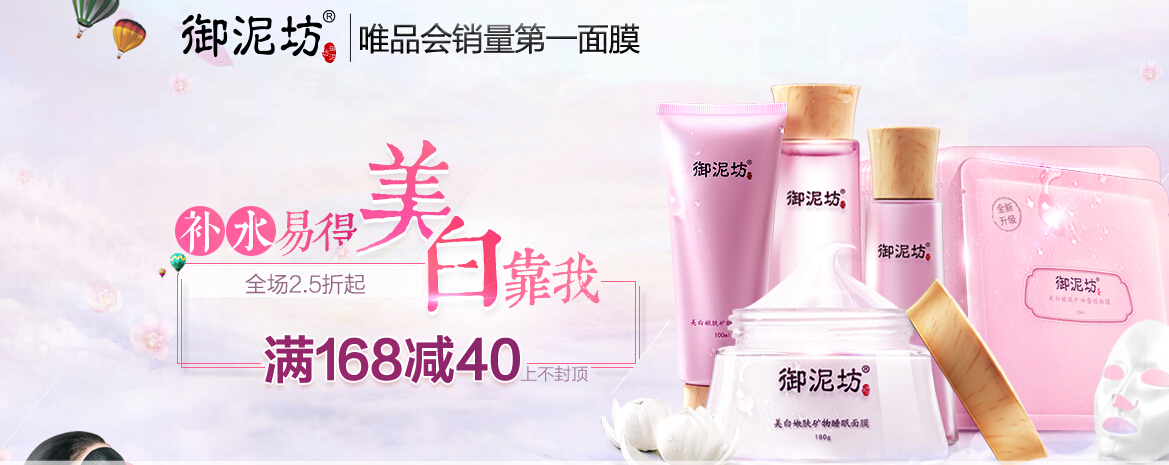 御泥坊®
唯品会销量第一面膜
补水易得美白靠我
全场2.5折起
满168减40上不封顶
御泥坊®
100ml
御泥坊®
御泥坊®
御泥坊®
美白嫩肤矿物睡眠面膜
180g
全新
升级
御泥坊®